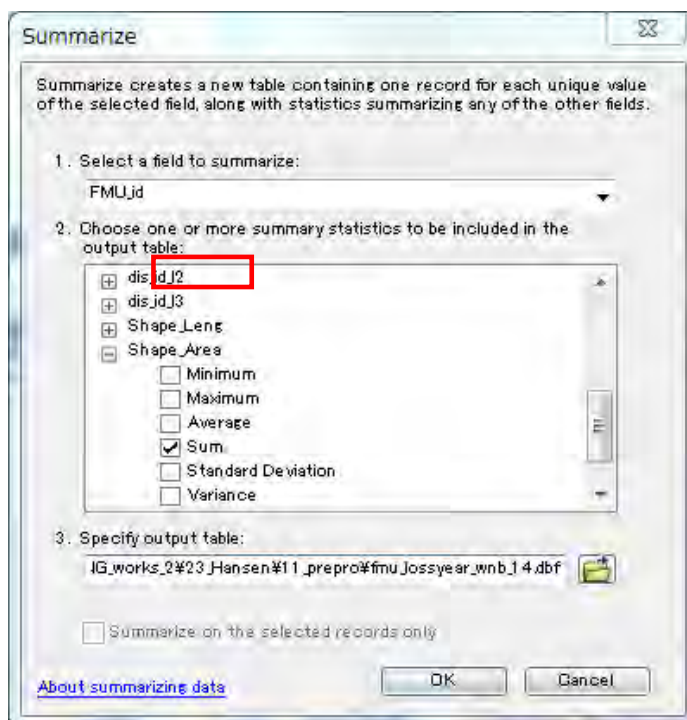 Summarize
Summarize creates a new table containing one record for each unique value
of the selected field, along with statistics summarizing any of the other fields.
1. Select a field to summarize:
FMU_id
2. Choose one or more summary statistics to be included in the
output table:
dis_id_l2
dis_id_l3
Shape_Leng
Shape_Area
Minimum
Maximum
Average
Sum
Standard Deviation
Variance
3. Specify output table:
IG_works_2¥23_Hansen¥11_prepro¥fmu_lossyear_wnb_14.dbf
Summarize on the selected records only
About summarizing data
OK
Cancel